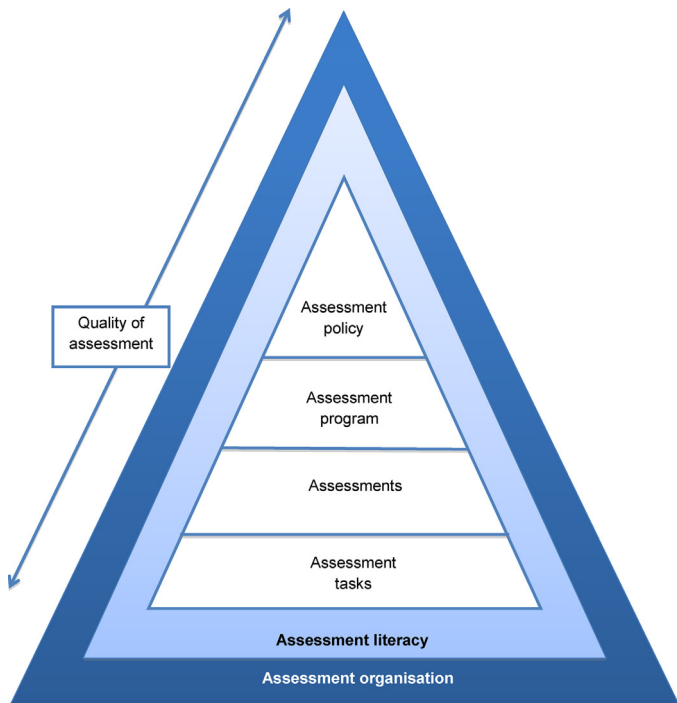 Assessment
policy
Quality of
assessment
Assessment
program
Assessments
Assessment
tasks
Assessment literacy
Assessment organisation